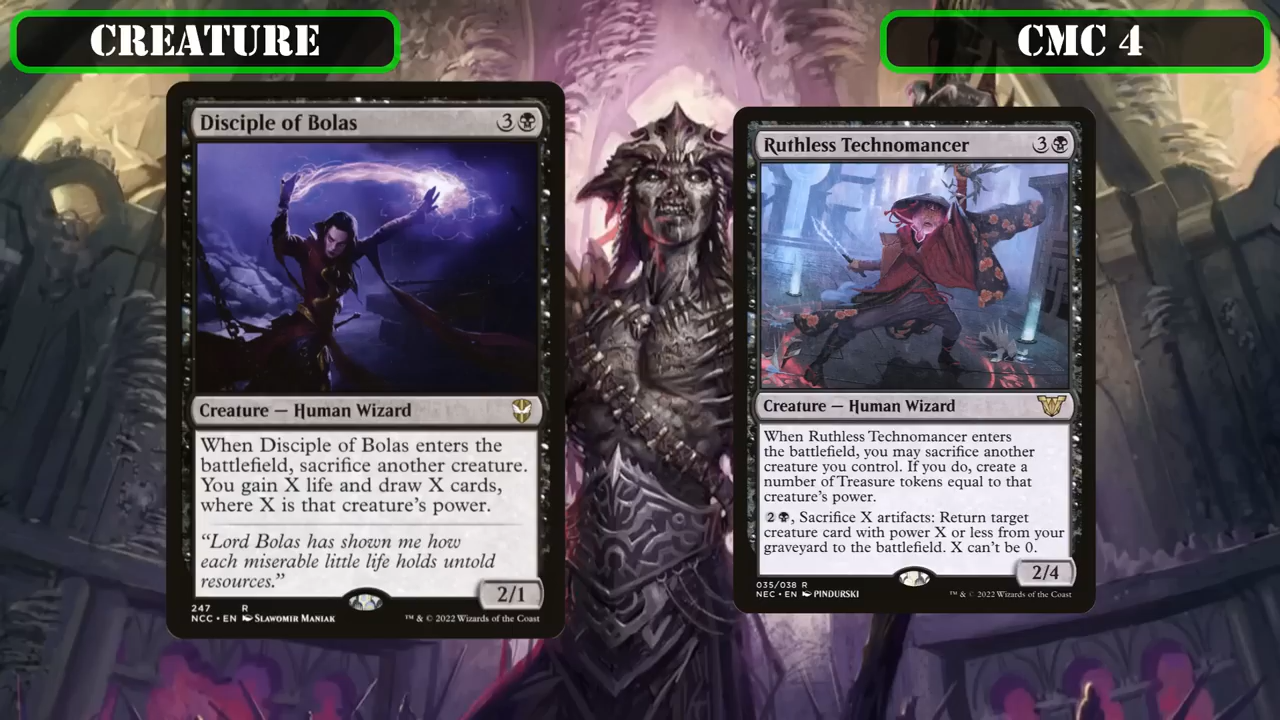 CREATURE
CMC 4
Disciple of Bolas 3
Creature — Human Wizard
When Disciple of Bolas enters the
battlefield, sacrifice another creature.
You gain X life and draw X cards,
where X is that creature's power.
“Lord Bolas has shown me how
each miserable little life holds untold
resources.”
2/1
247 R
NCC • EN Slawomir Maniak
™ & © 2022 Wizards of the Coast
Ruthless Technomancer 3
Creature — Human Wizard
When Ruthless Technomancer enters
the battlefield, you may sacrifice another
creature you control. If you do, create a
number of Treasure tokens equal to that
creature's power.
2, Sacrifice X artifacts: Return target
creature card with power X or less from your
graveyard to the battlefield. X can't be 0.
2/4
035/038 R
NEC • EN Pindurski
™ & © 2022 Wizards of the Coast